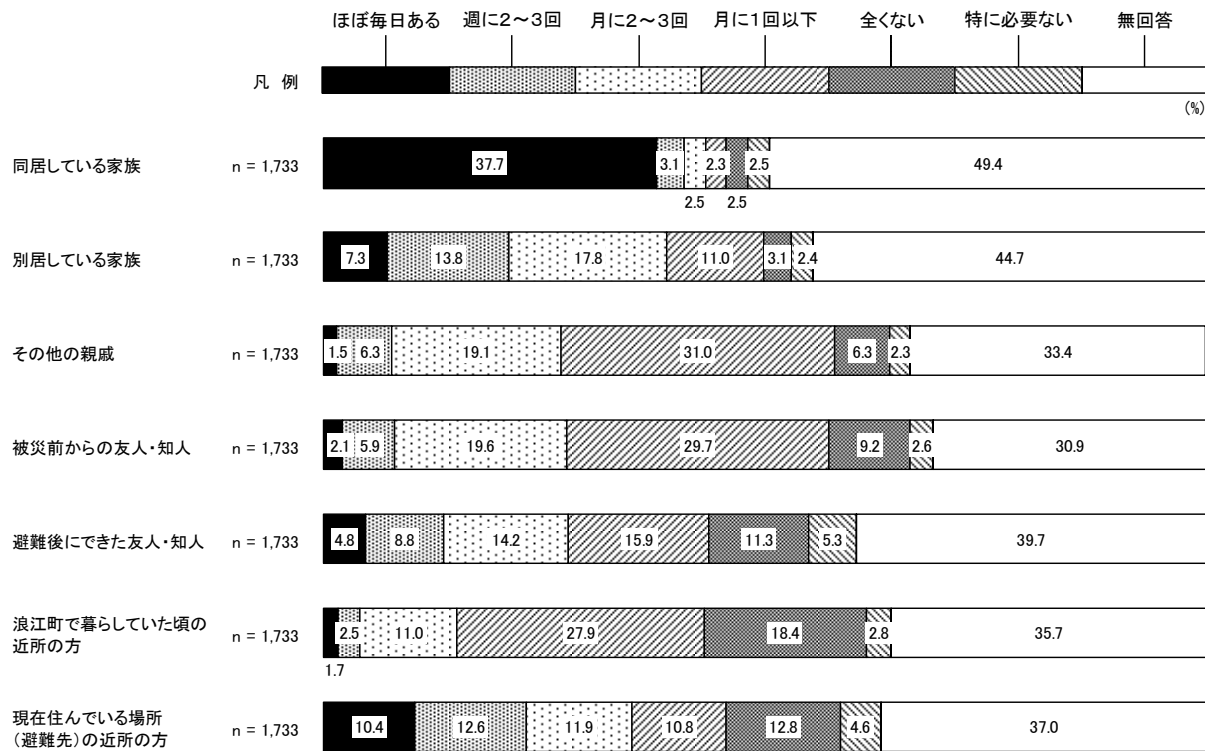 ほぼ毎日ある 週に2～3回 月に2～3回 月に1回以下 全くない 特に必要ない 無回答
凡 例
(%)
同居している家族 n = 1,733 37.7 3.1 2.3 2.5 49.4
2.5 2.5
別居している家族 n = 1,733 7.3 13.8 17.8 11.0 3.1 2.4 44.7
その他の親戚 n = 1,733 1.5 6.3 19.1 31.0 6.3 2.3 33.4
被災前からの友人・知人 n = 1,733 2.1 5.9 19.6 29.7 9.2 2.6 30.9
避難後にできた友人・知人 n = 1,733 4.8 8.8 14.2 15.9 11.3 5.3 39.7
浪江町で暮らしていた頃の
近所の方 n = 1,733 2.5 11.0 27.9 18.4 2.8 35.7
1.7
現在住んでいる場所
（避難先）の近所の方 n = 1,733 10.4 12.6 11.9 10.8 12.8 4.6 37.0